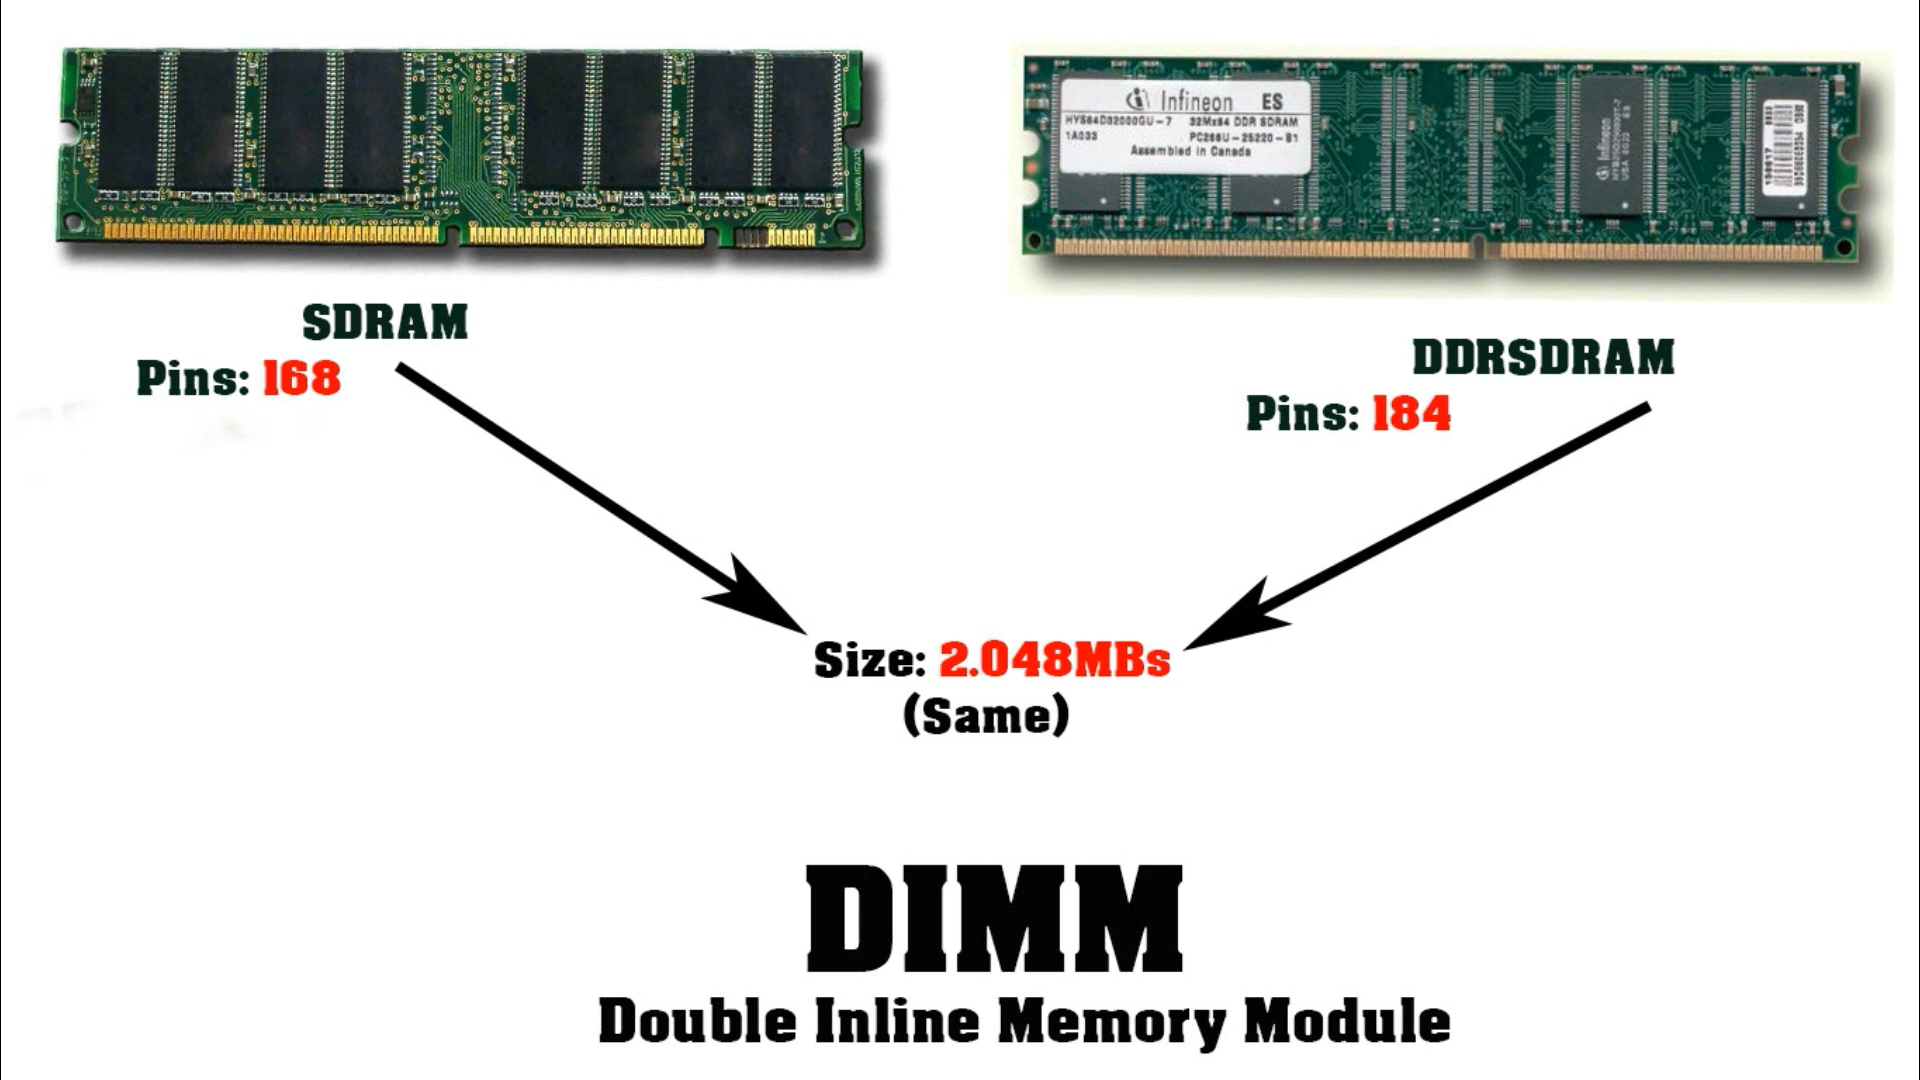 Infineon ES
HYS64D32000GU-7 32Mx64 DDR SDRAM
1A033 PC266U-25220-B1
Assembled in Canada
Infineon
SDRAM
Pins: 168
DDRSDRAM
Pins: 184
Size: 2.048MBs
(Same)
DIMM
Double Inline Memory Module